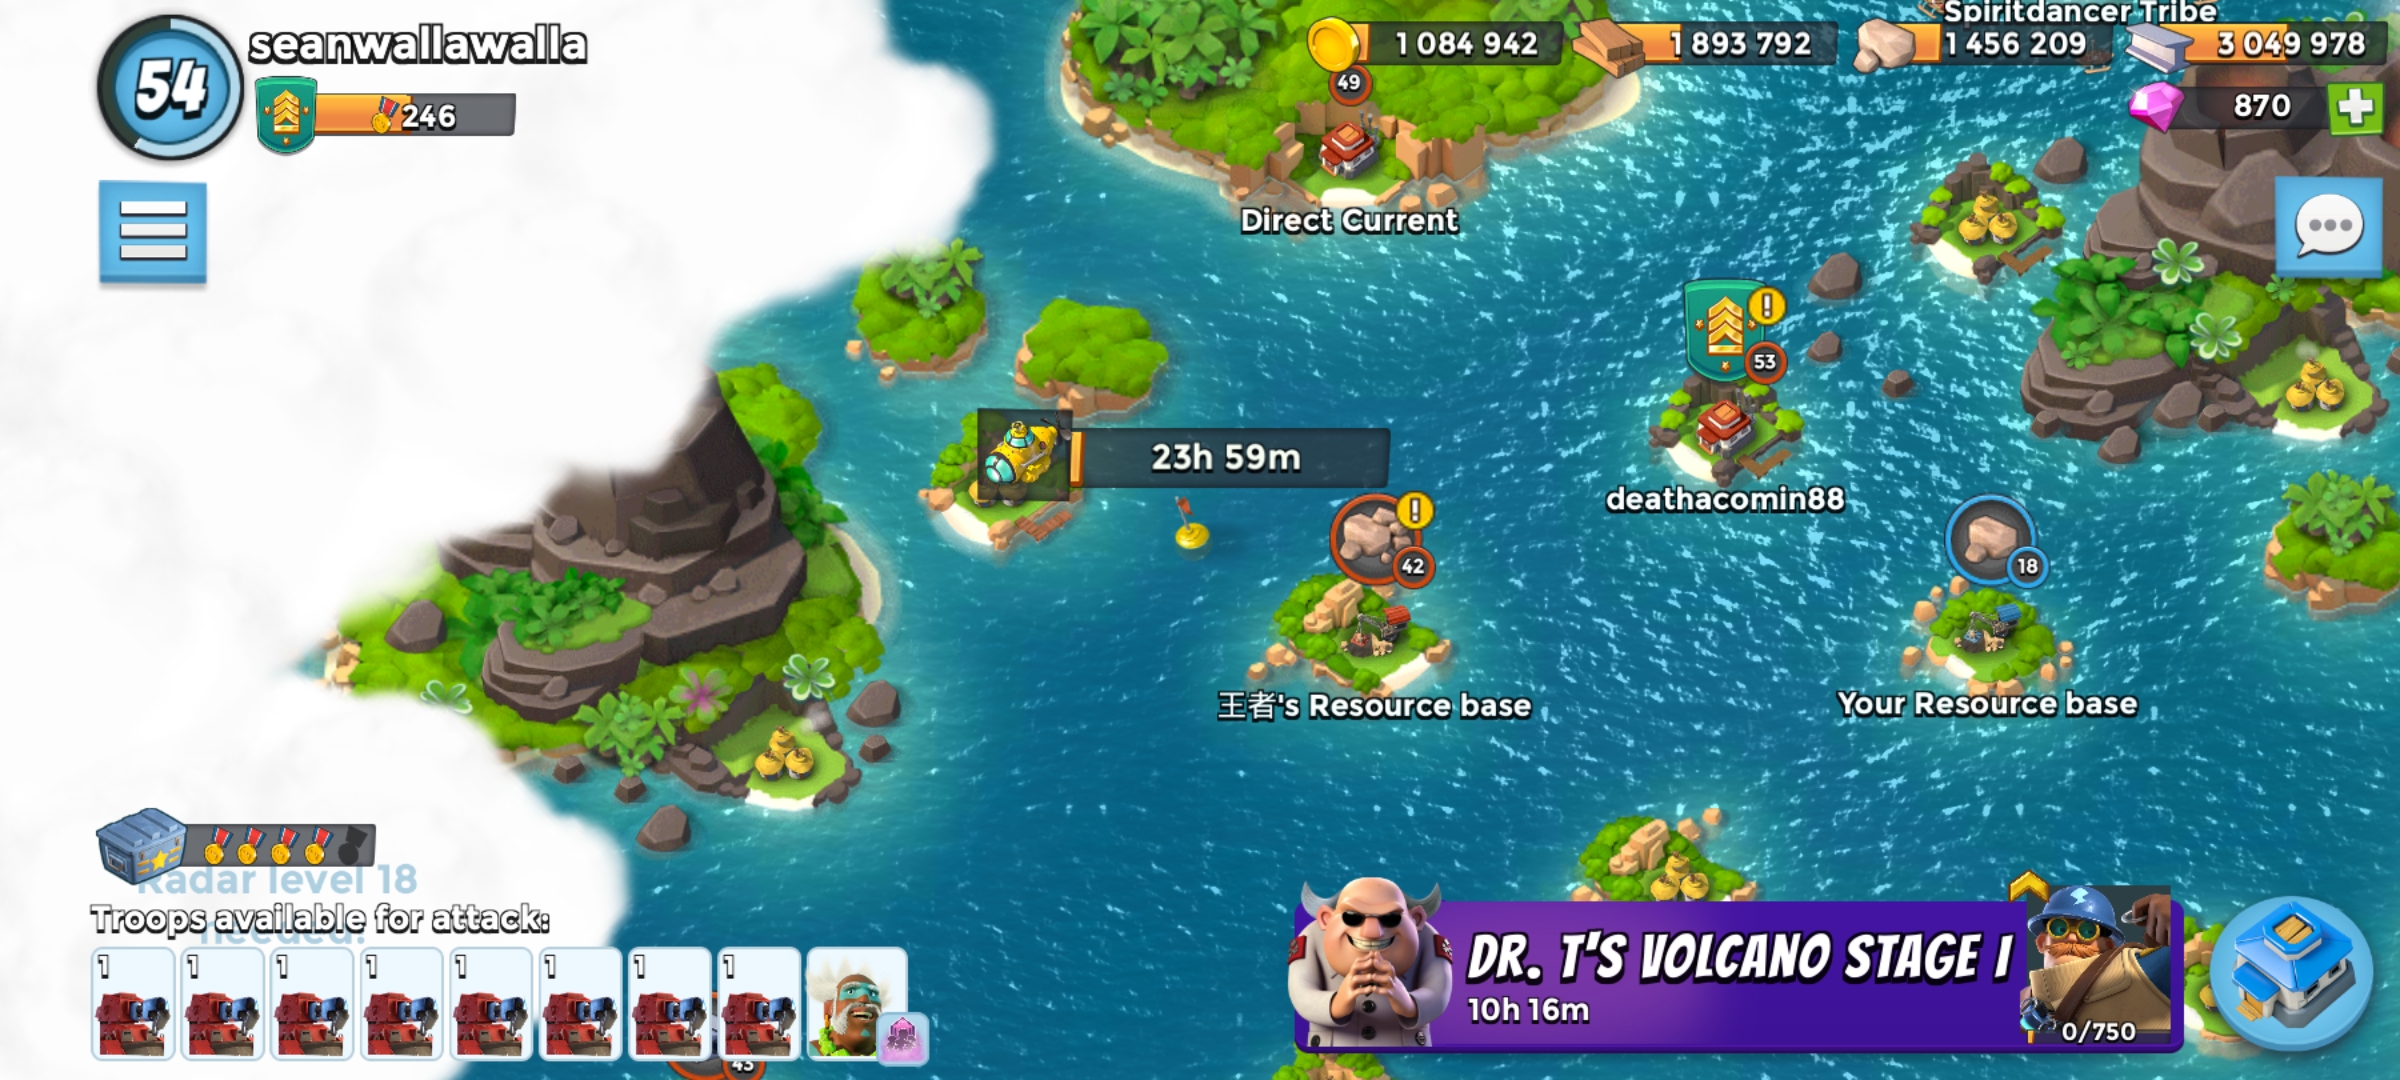 54
seanwallawalla
246
Spiritdancer Tribe
1 084 942
1 893 792
1 456 209
3 049 978
870
49
Direct Current
53
deathacomin88
23h 59m
42
王者's Resource base
18
Your Resource base
Radar level 18
needed!
Troops available for attack:
1
1
1
1
1
1
1
1
43
DR. T'S VOLCANO STAGE I
10h 16m
0/750